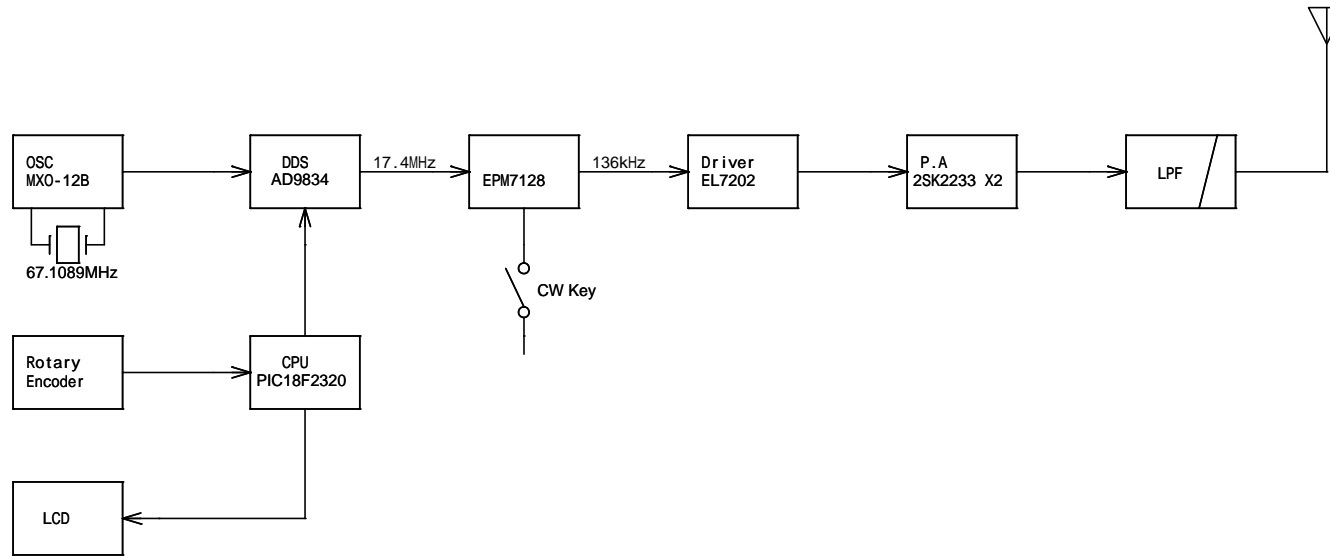 OSC
MXO-12B
67.1089MHz
DDS
AD9834
17.4MHz
EPM7128
136kHz
Driver
EL7202
P.A
2SK2233 X2
LPF
CW Key
Rotary
Encoder
CPU
PIC18F2320
LCD